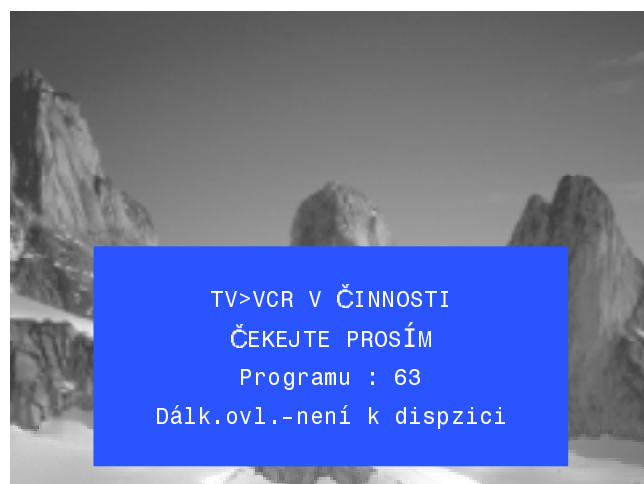 TV>VCR V ČINNOSTI
ČEKEJTE PROSÍM
Programu : 63
Dálk.ovl.-není k dispzici